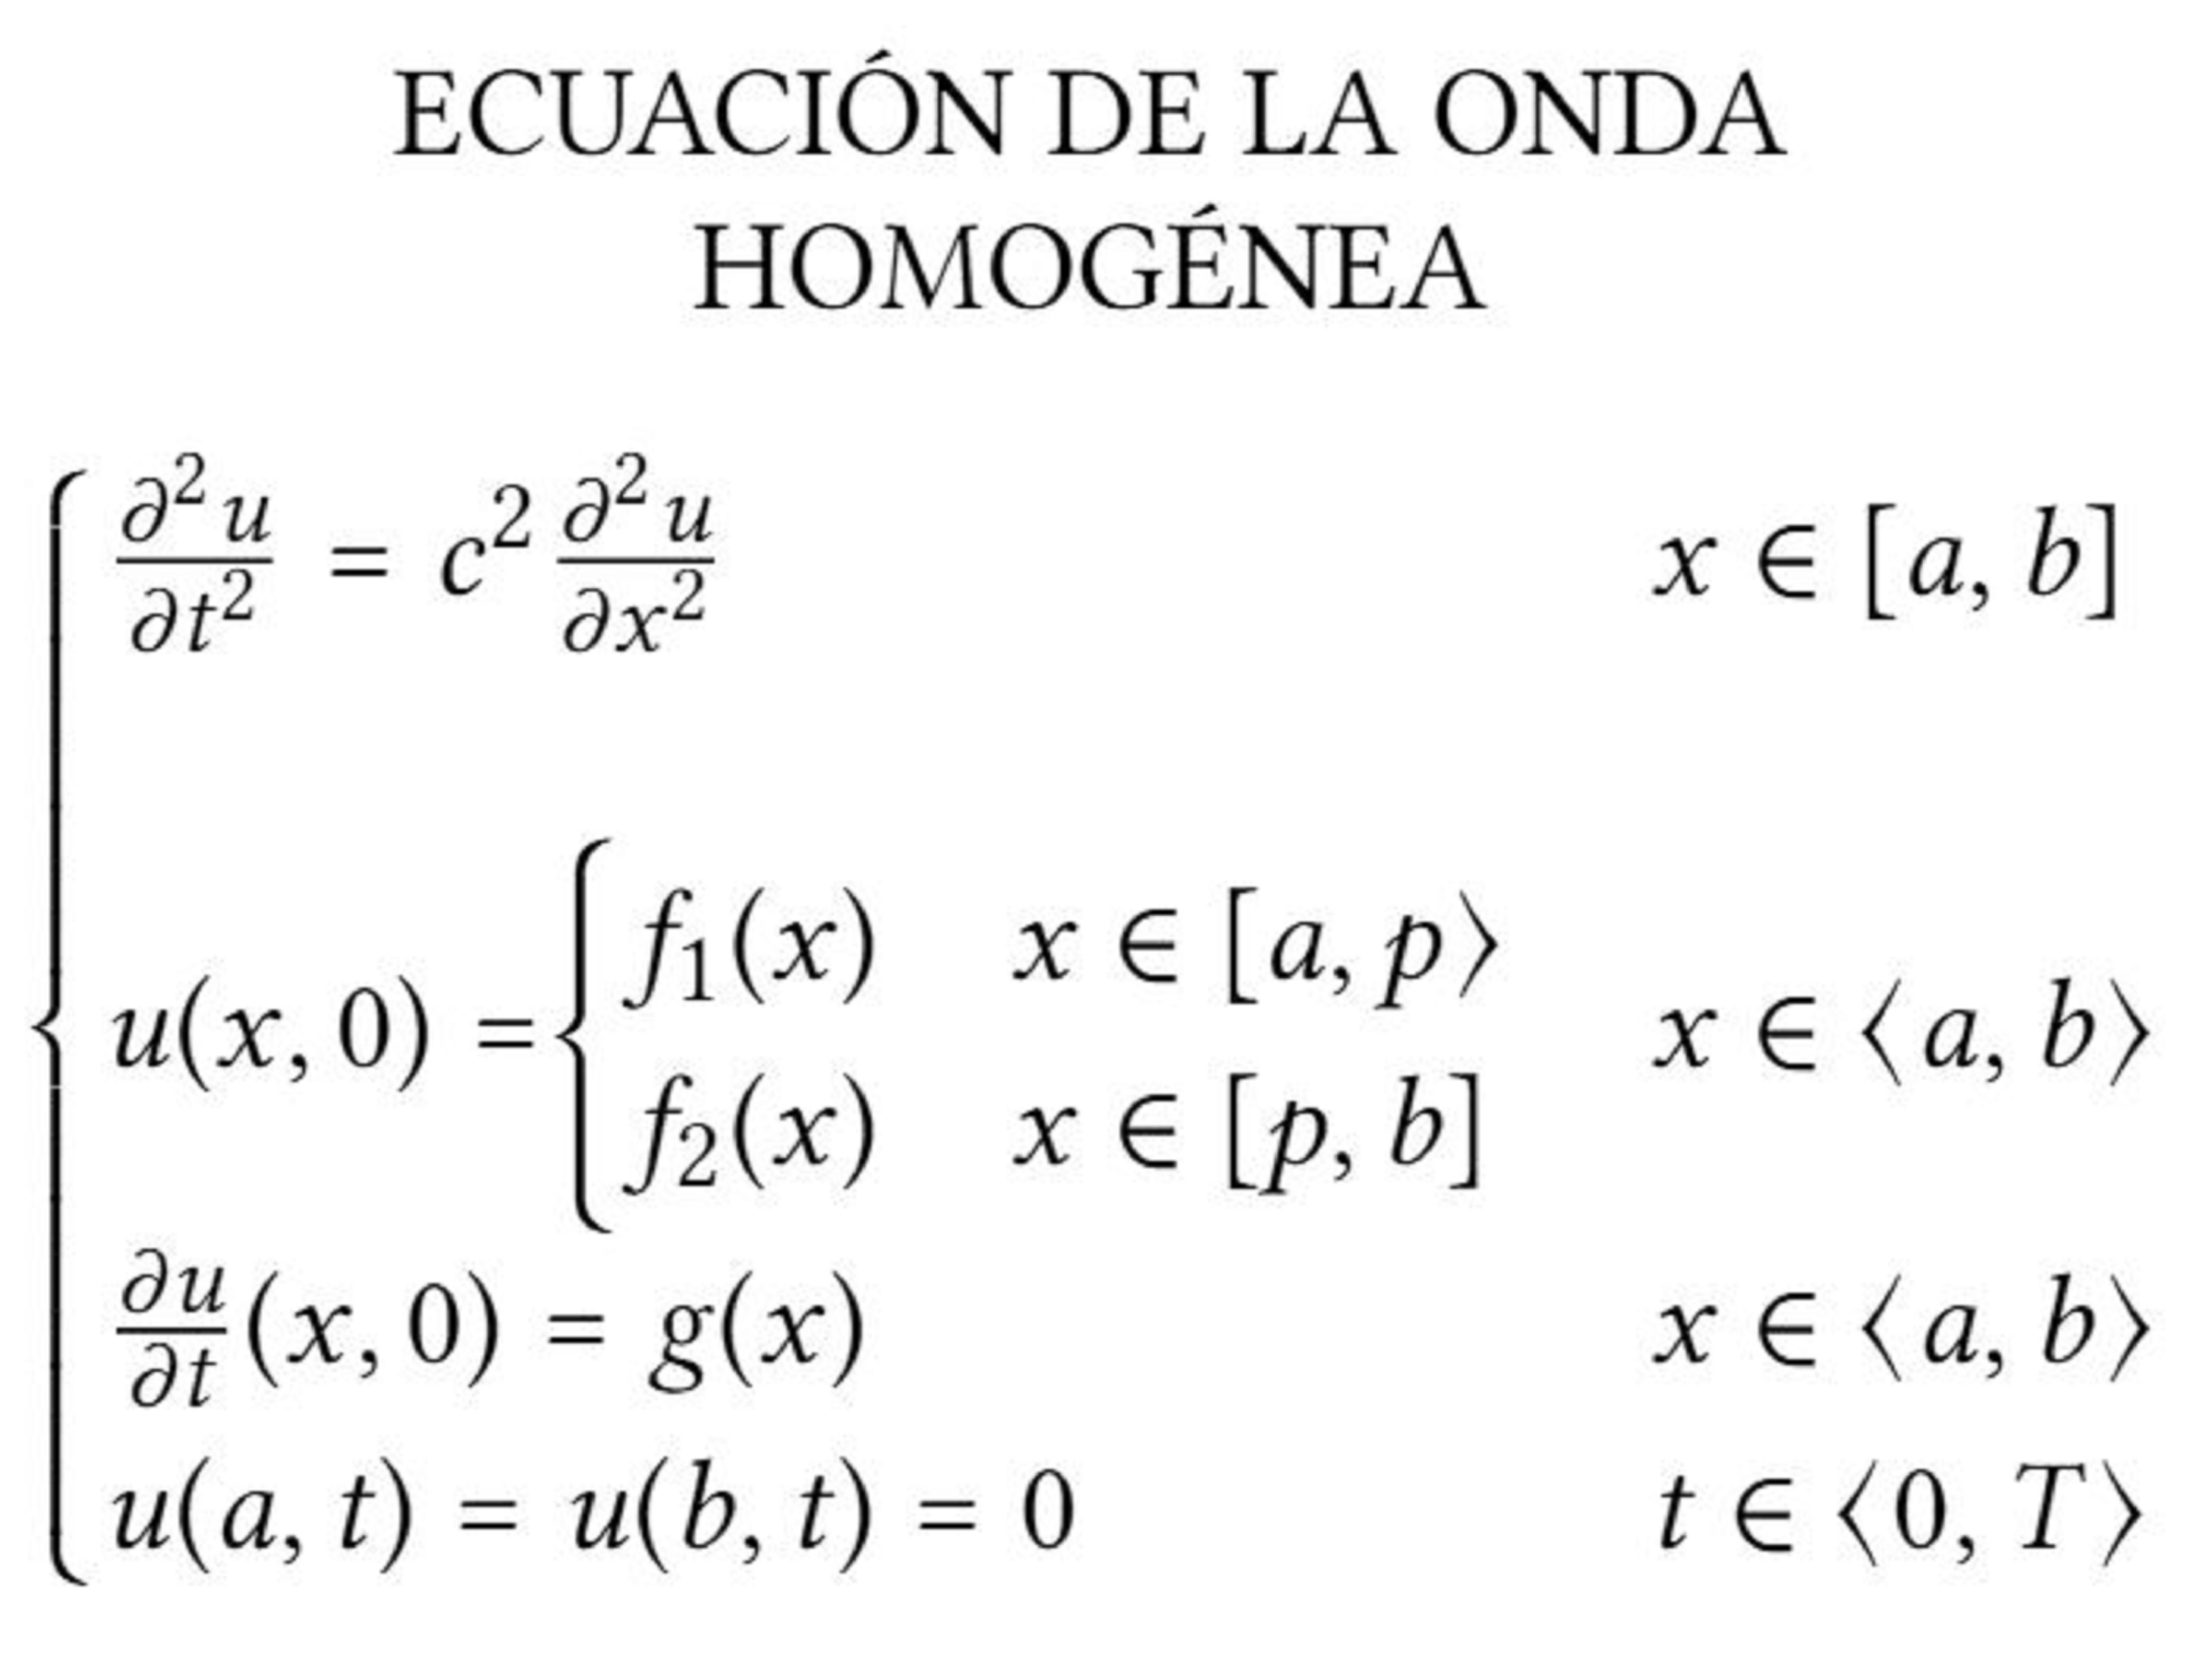 ECUACIÓN DE LA ONDA
HOMOGÉNEA
∂²u/∂t² = c² ∂²u/∂x² x ∈ [a, b]
u(x, 0) = { f₁(x) x ∈ [a, p⟩
f₂(x) x ∈ [p, b] x ∈ ⟨a, b⟩
∂u/∂t (x, 0) = g(x) x ∈ ⟨a, b⟩
u(a, t) = u(b, t) = 0 t ∈ ⟨0, T⟩